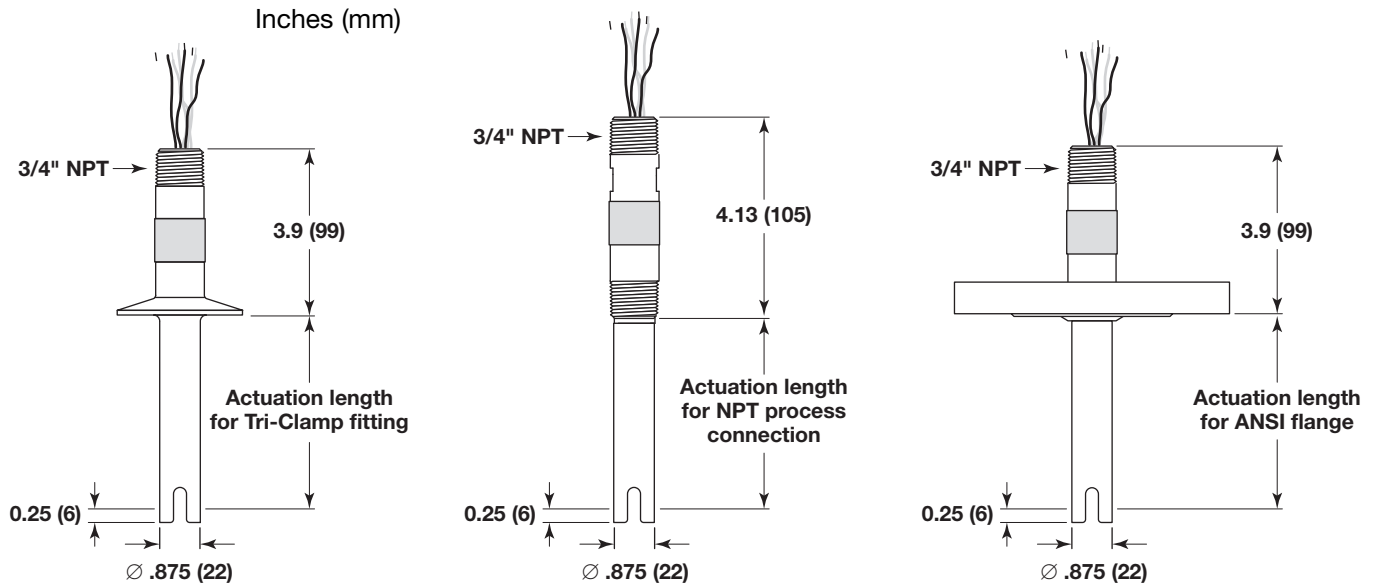 Inches (mm)
3/4" NPT
3.9 (99)
Actuation length
for Tri-Clamp fitting
0.25 (6)
∅ .875 (22)
3/4" NPT
4.13 (105)
Actuation length
for NPT process
connection
0.25 (6)
∅ .875 (22)
3/4" NPT
3.9 (99)
Actuation length
for ANSI flange
0.25 (6)
∅ .875 (22)